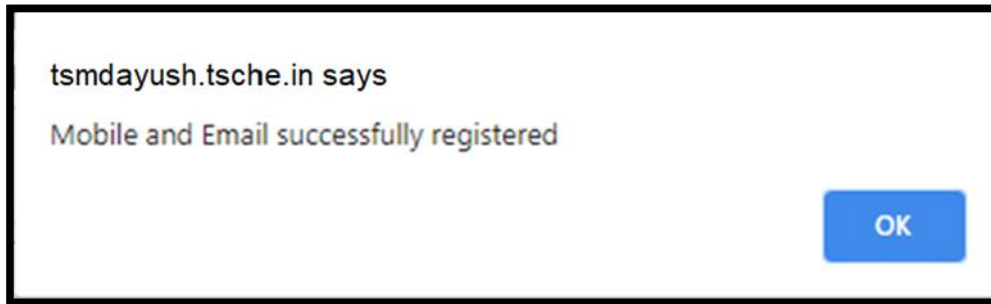 tsmdayush.tsche.in says
Mobile and Email successfully registered
OK